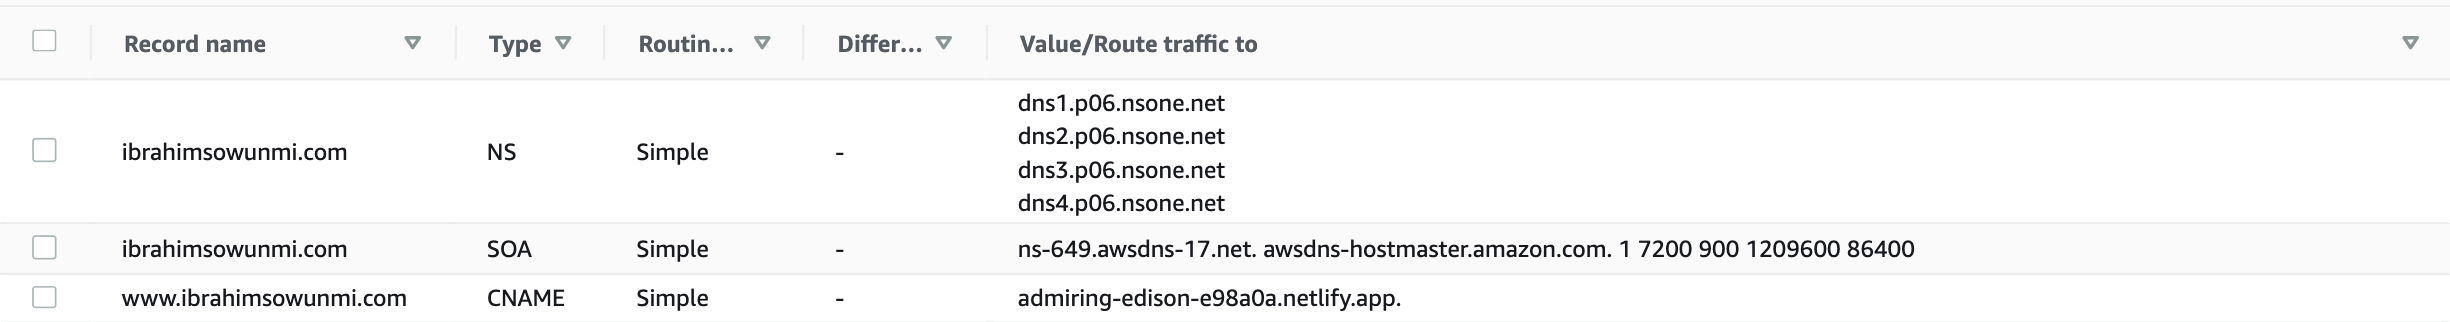 Record name Type Routin... Differ... Value/Route traffic to
dns1.p06.nsone.net
dns2.p06.nsone.net
ibrahimsowunmi.com NS Simple -
dns3.p06.nsone.net
dns4.p06.nsone.net
ibrahimsowunmi.com SOA Simple - ns-649.awsdns-17.net. awsdns-hostmaster.amazon.com. 1 7200 900 1209600 86400
www.ibrahimsowunmi.com CNAME Simple - admiring-edison-e98a0a.netlify.app.